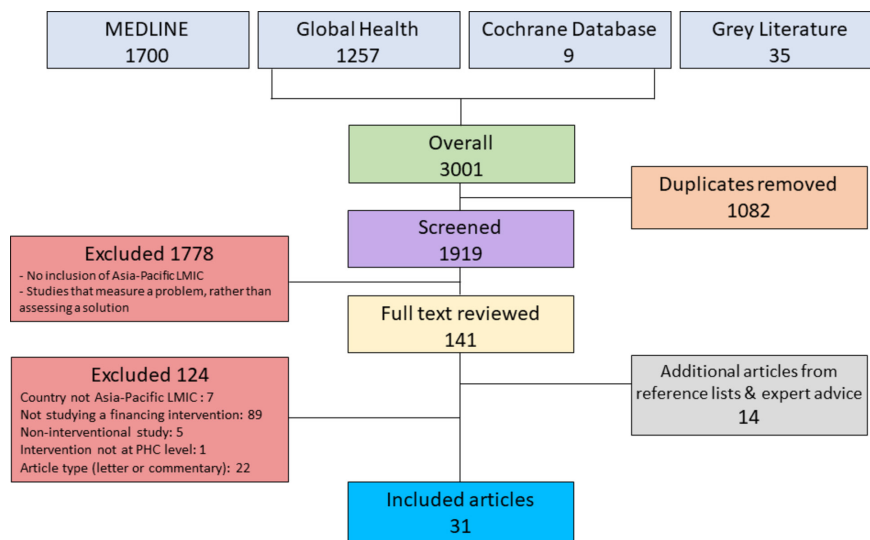 MEDLINE
1700
Global Health
1257
Cochrane Database
9
Grey Literature
35
Overall
3001
Duplicates removed
1082
Screened
1919
Excluded 1778
- No inclusion of Asia-Pacific LMIC
- Studies that measure a problem, rather than
assessing a solution
Full text reviewed
141
Excluded 124
Country not Asia-Pacific LMIC : 7
Not studying a financing intervention: 89
Non-interventional study: 5
Intervention not at PHC level: 1
Article type (letter or commentary): 22
Additional articles from
reference lists & expert advice
14
Included articles
31